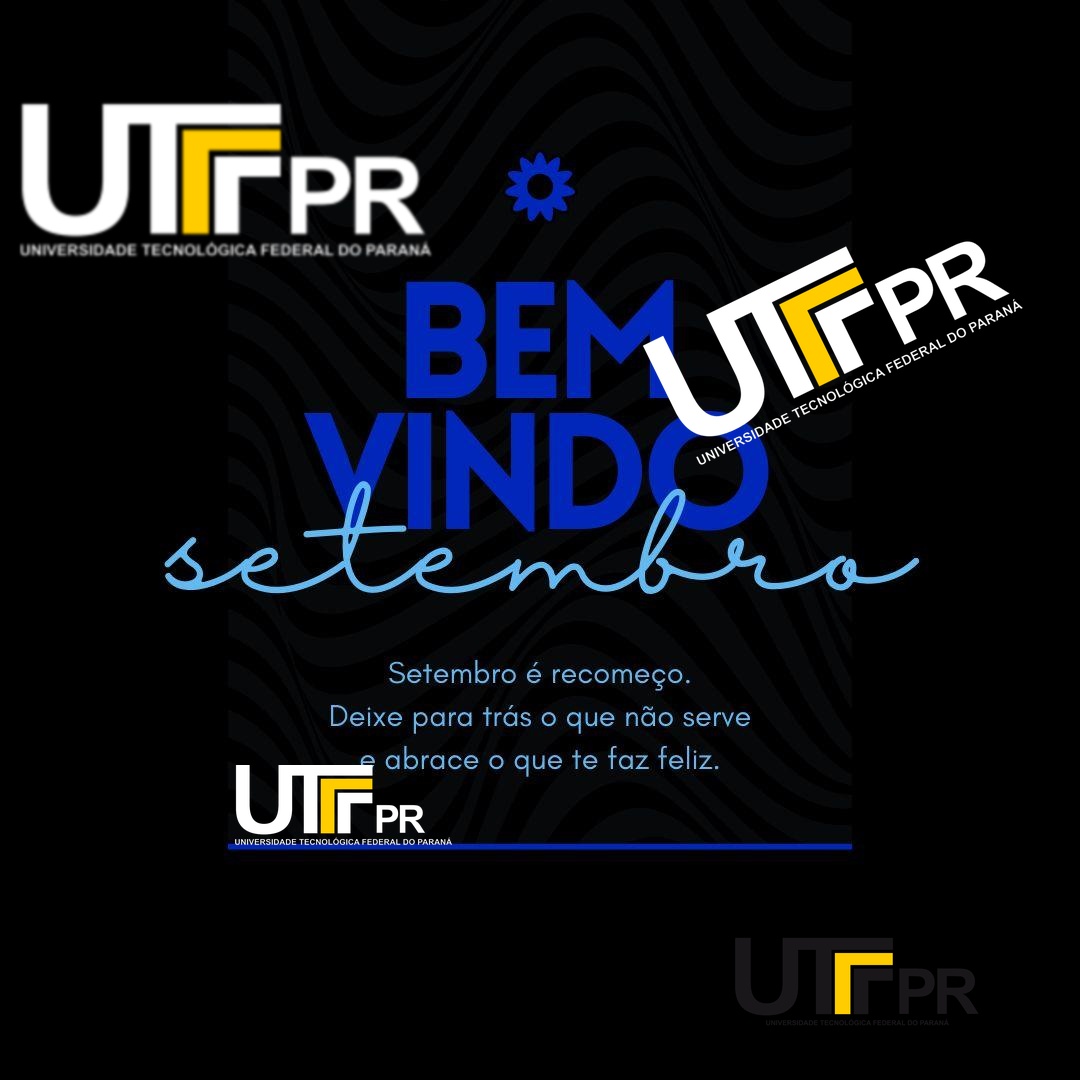 UTFPR
UNIVERSIDADE TECNOLÓGICA FEDERAL DO PARANÁ
BEM
VINDO
UTFPR
UNIVERSIDADE TECNOLÓGICA FEDERAL DO PARANÁ
setembro
Setembro é recomeço.
Deixe para trás o que não serve
e abrace o que te faz feliz.
UTFPR
UNIVERSIDADE TECNOLÓGICA FEDERAL DO PARANÁ
UTFPR
UNIVERSIDADE TECNOLÓGICA FEDERAL DO PARANÁ